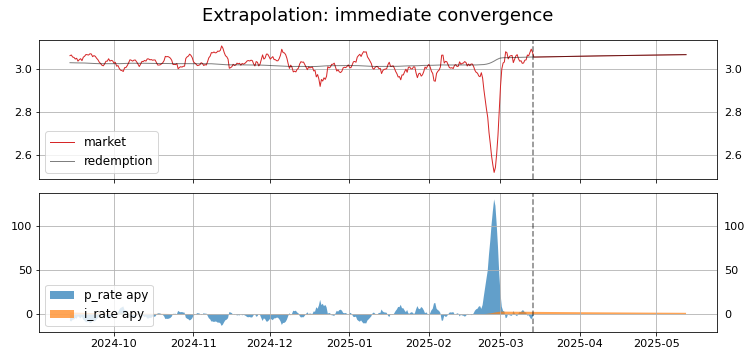 Extrapolation: immediate convergence
3.0
2.8
2.6
3.0
2.8
2.6
market
redemption
100
50
0
100
50
0
p_rate apy
i_rate apy
2024-10 2024-11 2024-12 2025-01 2025-02 2025-03 2025-04 2025-05